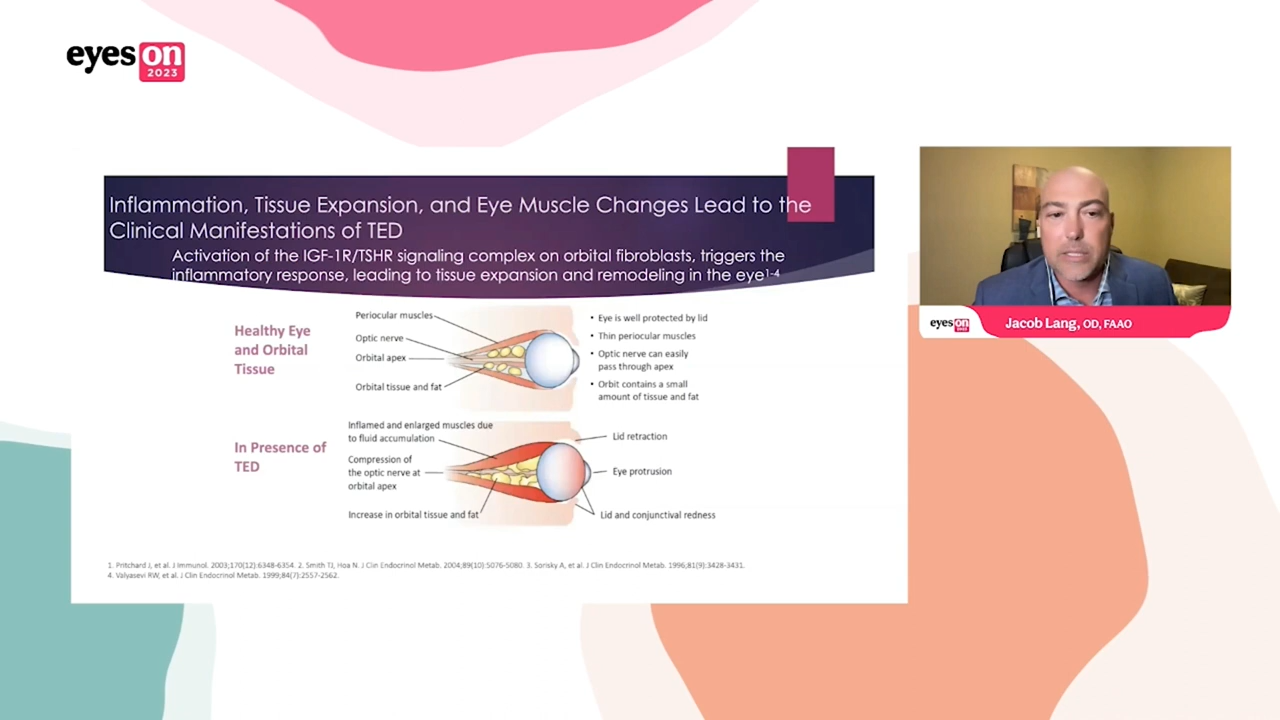 eyes on
2023
Inflammation, Tissue Expansion, and Eye Muscle Changes Lead to the
Clinical Manifestations of TED
Activation of the IGF-1R/TSHR signaling complex on orbital fibroblasts, triggers the
inflammatory response, leading to tissue expansion and remodeling in the eye1-4
Healthy Eye
and Orbital
Tissue
Periocular muscles
Optic nerve
Orbital apex
Orbital tissue and fat
• Eye is well protected by lid
• Thin periocular muscles
• Optic nerve can easily
pass through apex
• Orbit contains a small
amount of tissue and fat
In Presence of
TED
Inflamed and enlarged muscles due
to fluid accumulation
Compression of
the optic nerve at
orbital apex
Increase in orbital tissue and fat
Lid retraction
Eye protrusion
Lid and conjunctival redness
1. Pritchard J, et al. J Immunol. 2003;170(12):6348-6354. 2. Smith TJ, Hoa N. J Clin Endocrinol Metab. 2004;89(10):5076-5080. 3. Sorisky A, et al. J Clin Endocrinol Metab. 1996;81(9):3428-3431.
4. Valyasevi RW, et al. J Clin Endocrinol Metab. 1999;84(7):2557-2562.
eyes on
2023
Jacob Lang, OD, FAAO